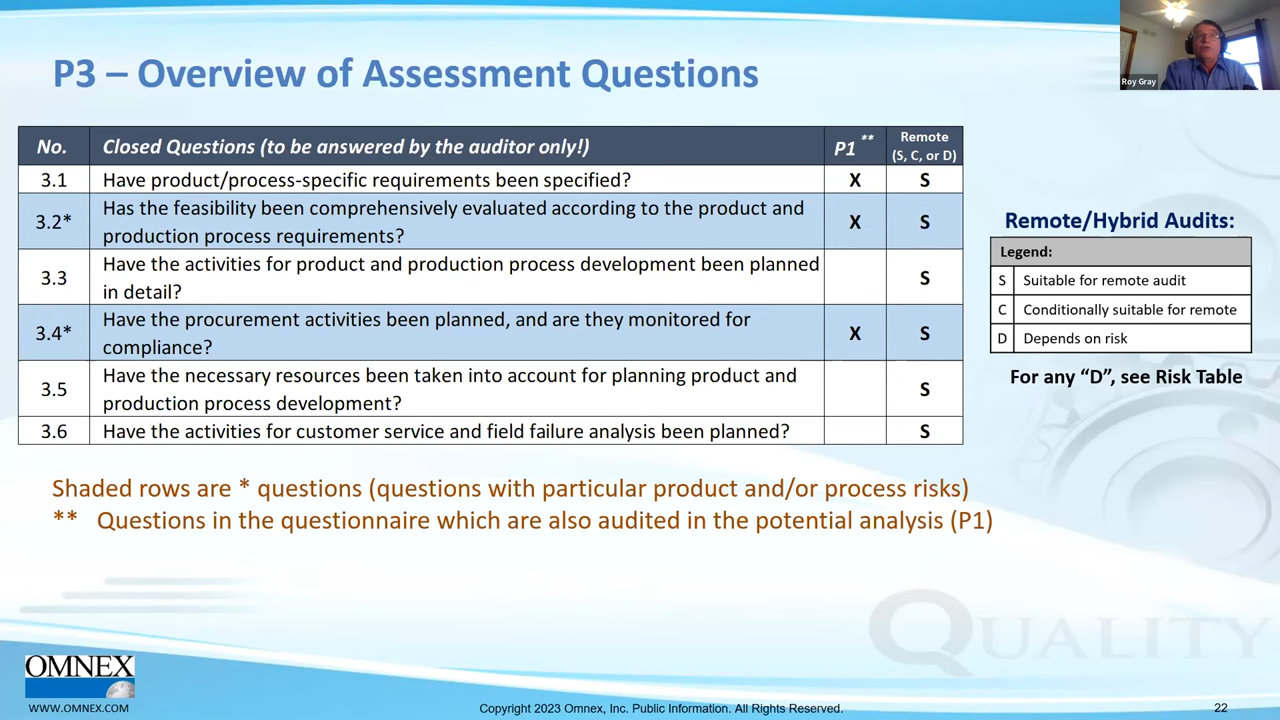 Roy Gray
P3 – Overview of Assessment Questions
No. Closed Questions (to be answered by the auditor only!) P1 ** Remote (S, C, or D)
3.1 Have product/process-specific requirements been specified? X S
3.2* Has the feasibility been comprehensively evaluated according to the product and
production process requirements? X S
3.3 Have the activities for product and production process development been planned
in detail? S
3.4* Have the procurement activities been planned, and are they monitored for
compliance? X S
3.5 Have the necessary resources been taken into account for planning product and
production process development? S
3.6 Have the activities for customer service and field failure analysis been planned? S
Remote/Hybrid Audits:
Legend:
S Suitable for remote audit
C Conditionally suitable for remote
D Depends on risk
For any “D”, see Risk Table
Shaded rows are * questions (questions with particular product and/or process risks)
** Questions in the questionnaire which are also audited in the potential analysis (P1)
QUALITY
OMNEX
WWW.OMNEX.COM
Copyright 2023 Omnex, Inc. Public Information. All Rights Reserved.
22